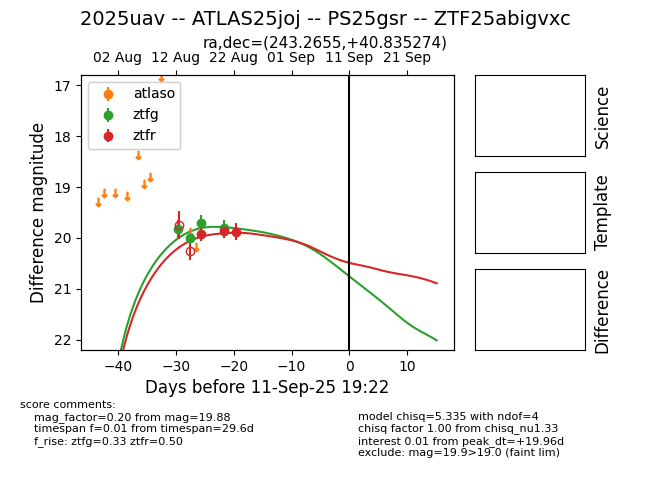 2025uav -- ATLAS25joj -- PS25gsr -- ZTF25abigvxc
ra,dec=(243.2655,+40.835274)
02 Aug 12 Aug 22 Aug 01 Sep 11 Sep 21 Sep
17
18
19
20
21
22
Difference magnitude
atlaso
ztfg
ztfr
−40 −30 −20 −10 0 10
Days before 11-Sep-25 19:22
Science
Template
Difference
score comments:
mag_factor=0.20 from mag=19.88
timespan f=0.01 from timespan=29.6d
f_rise: ztfg=0.33 ztfr=0.50
model chisq=5.335 with ndof=4
chisq factor 1.00 from chisq_nu1.33
interest 0.01 from peak_dt=+19.96d
exclude: mag=19.9>19.0 (faint lim)